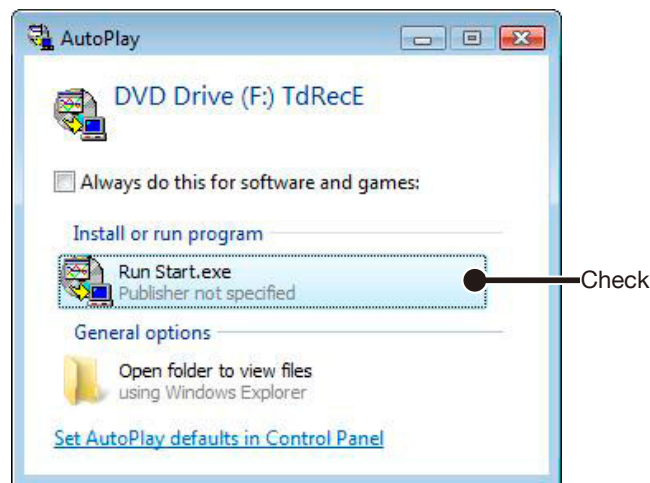 AutoPlay
DVD Drive (F:) TdRecE
Always do this for software and games:
Install or run program
Run Start.exe
Publisher not specified
Check
General options
Open folder to view files
using Windows Explorer
Set AutoPlay defaults in Control Panel